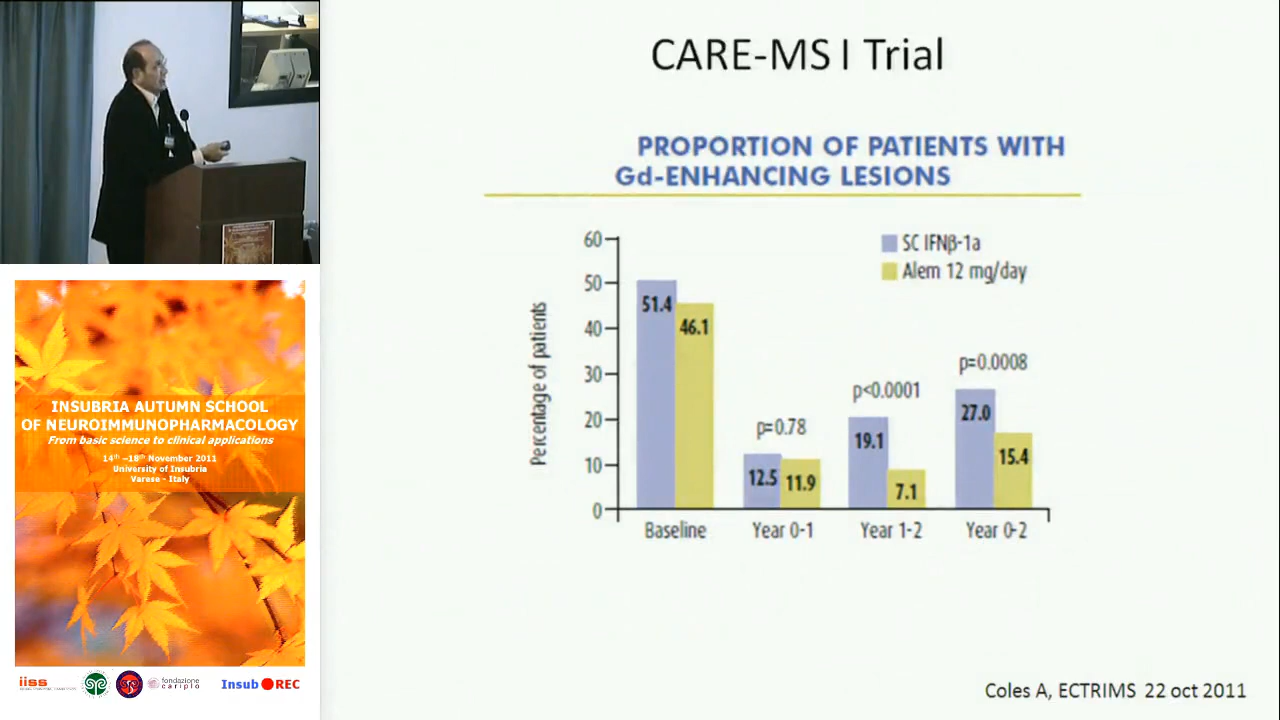 CARE-MS I Trial
PROPORTION OF PATIENTS WITH
Gd-ENHANCING LESIONS
SC IFNβ-1a
Alem 12 mg/day
Percentage of patients
60
50
40
30
20
10
0
51.4
46.1
p=0.78
12.5
11.9
p<0.0001
19.1
7.1
p=0.0008
27.0
15.4
Baseline
Year 0-1
Year 1-2
Year 0-2
Coles A, ECTRIMS 22 oct 2011
INSUBRIA AUTUMN SCHOOL
OF NEUROIMMUNOPHARMACOLOGY
From basic science to clinical applications
14th –18th November 2011
University of Insubria
Varese - Italy
iiss
fondazione
cariplo
Insub REC